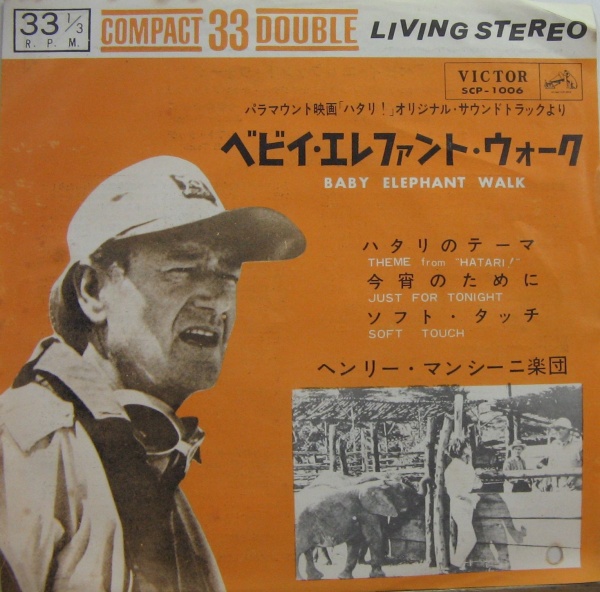 33 1/3
R. P. M.
COMPACT 33 DOUBLE
LIVING STEREO
VICTOR
SCP-1006
パラマウント映画「ハタリ！」オリジナル・サウンドトラックより
ベビイ・エレファント・ウォーク
BABY ELEPHANT WALK
ハタリのテーマ
THEME from "HATARI!"
今宵のために
JUST FOR TONIGHT
ソフト・タッチ
SOFT TOUCH
ヘンリー・マンシーニ楽団